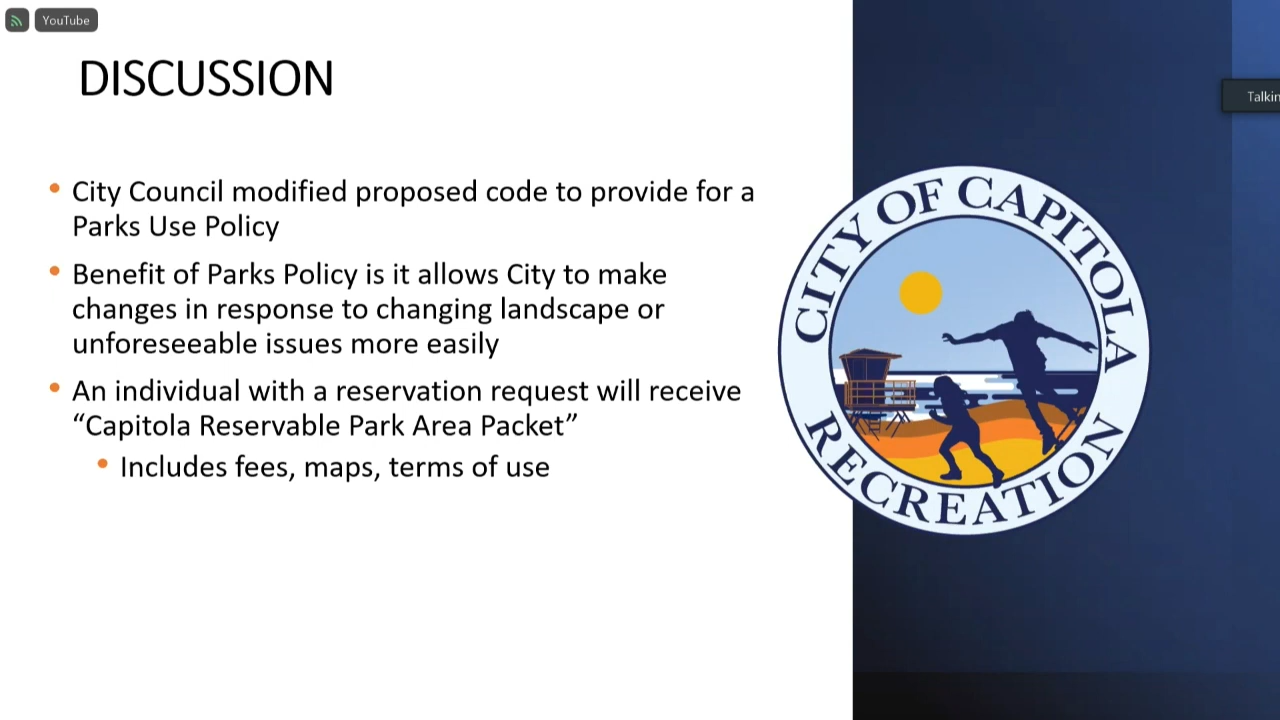 YouTube
DISCUSSION
Talkin
• City Council modified proposed code to provide for a
Parks Use Policy
• Benefit of Parks Policy is it allows City to make
changes in response to changing landscape or
unforeseeable issues more easily
• An individual with a reservation request will receive
“Capitola Reservable Park Area Packet”
• Includes fees, maps, terms of use
CITY OF CAPITOLA
RECREATION